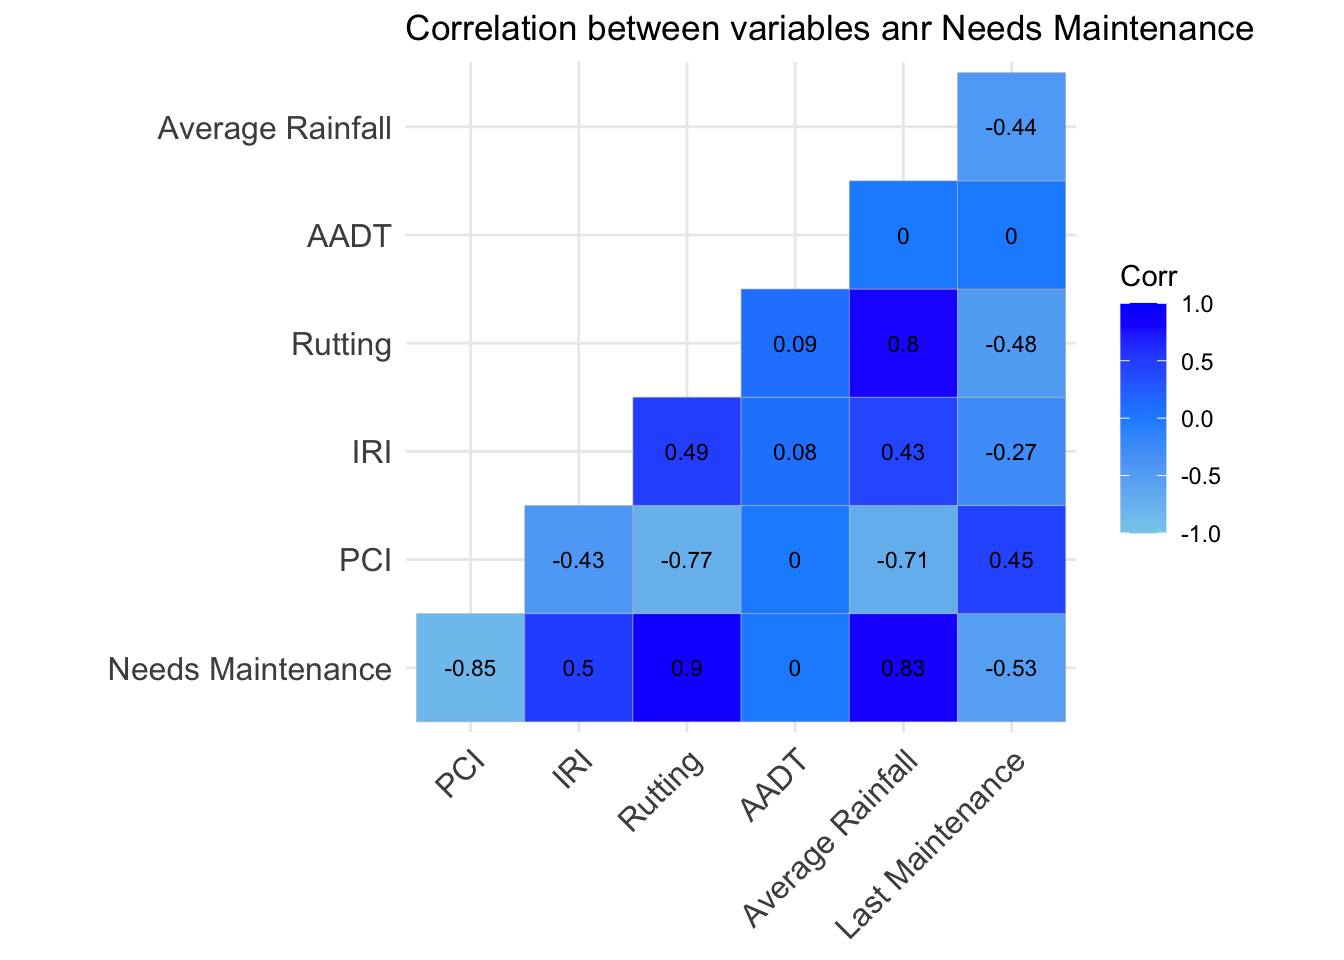 Correlation between variables anr Needs Maintenance
Average Rainfall
-0.44
AADT
0
0
Corr
1.0
0.5
0.0
-0.5
-1.0
Rutting
0.09
0.8
-0.48
IRI
0.49
0.08
0.43
-0.27
PCI
-0.43
-0.77
0
-0.71
0.45
Needs Maintenance
-0.85
0.5
0.9
0
0.83
-0.53
PCI
IRI
Rutting
AADT
Average Rainfall
Last Maintenance